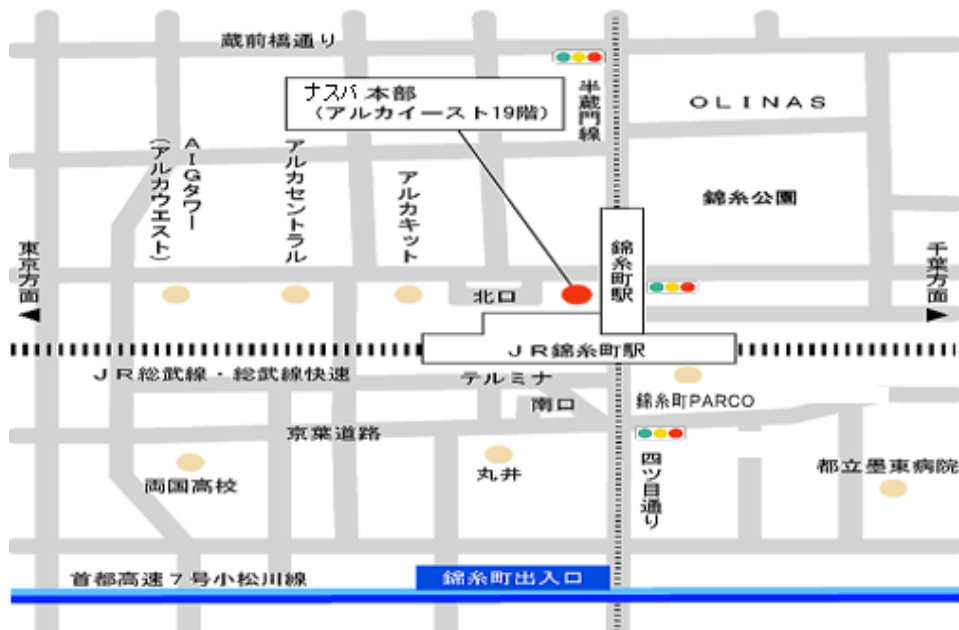 蔵前橋通り
ナスバ 本部
(アルカイースト19階)
半蔵門線
OLINAS
AIGタワー
(アルカウエスト)
アルカセントラル
アルカキット
錦糸公園
東京方面
錦糸町駅
千葉方面
北口
JR錦糸町駅
JR総武線・総武線快速
テルミナ
南口
錦糸町PARCO
京葉道路
両国高校
丸井
四ツ目通り
都立墨東病院
首都高速7号小松川線
錦糸町出入口